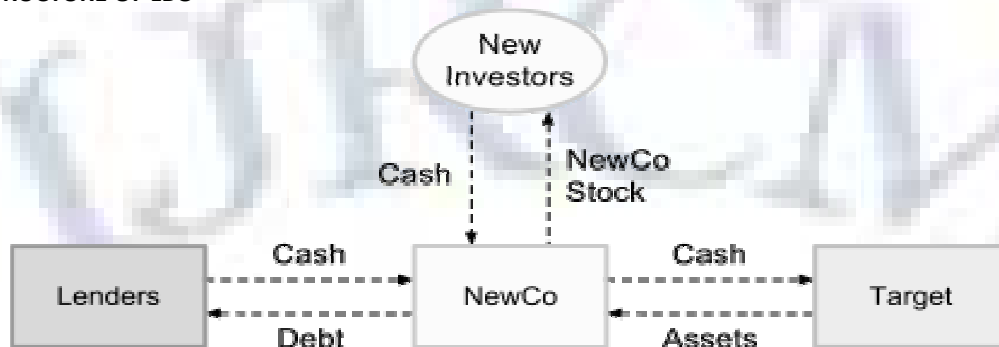 New
Investors
Cash
NewCo
Stock
Cash
Cash
Lenders
NewCo
Target
Debt
Assets